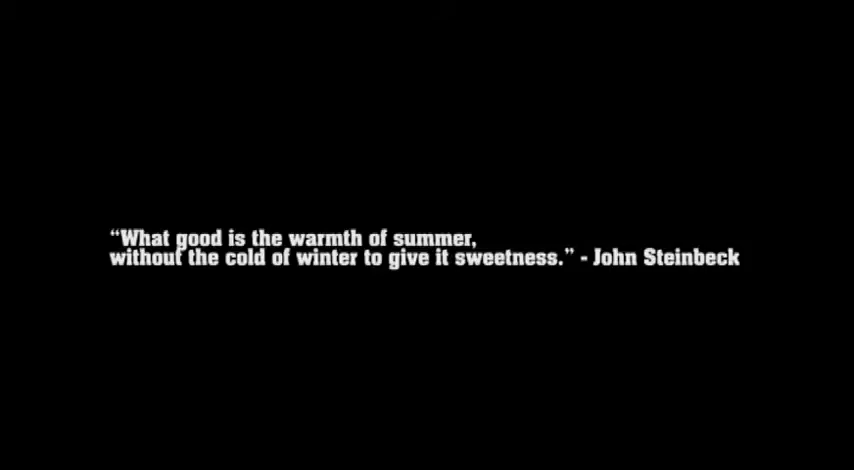 “What good is the warmth of summer,
without the cold of winter to give it sweetness.” - John Steinbeck